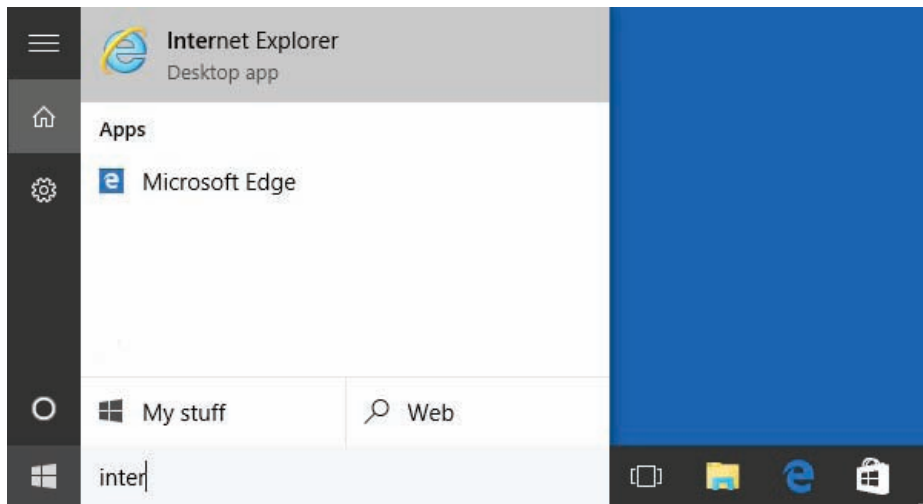 Internet Explorer
Desktop app
Apps
Microsoft Edge
My stuff
Web
inter